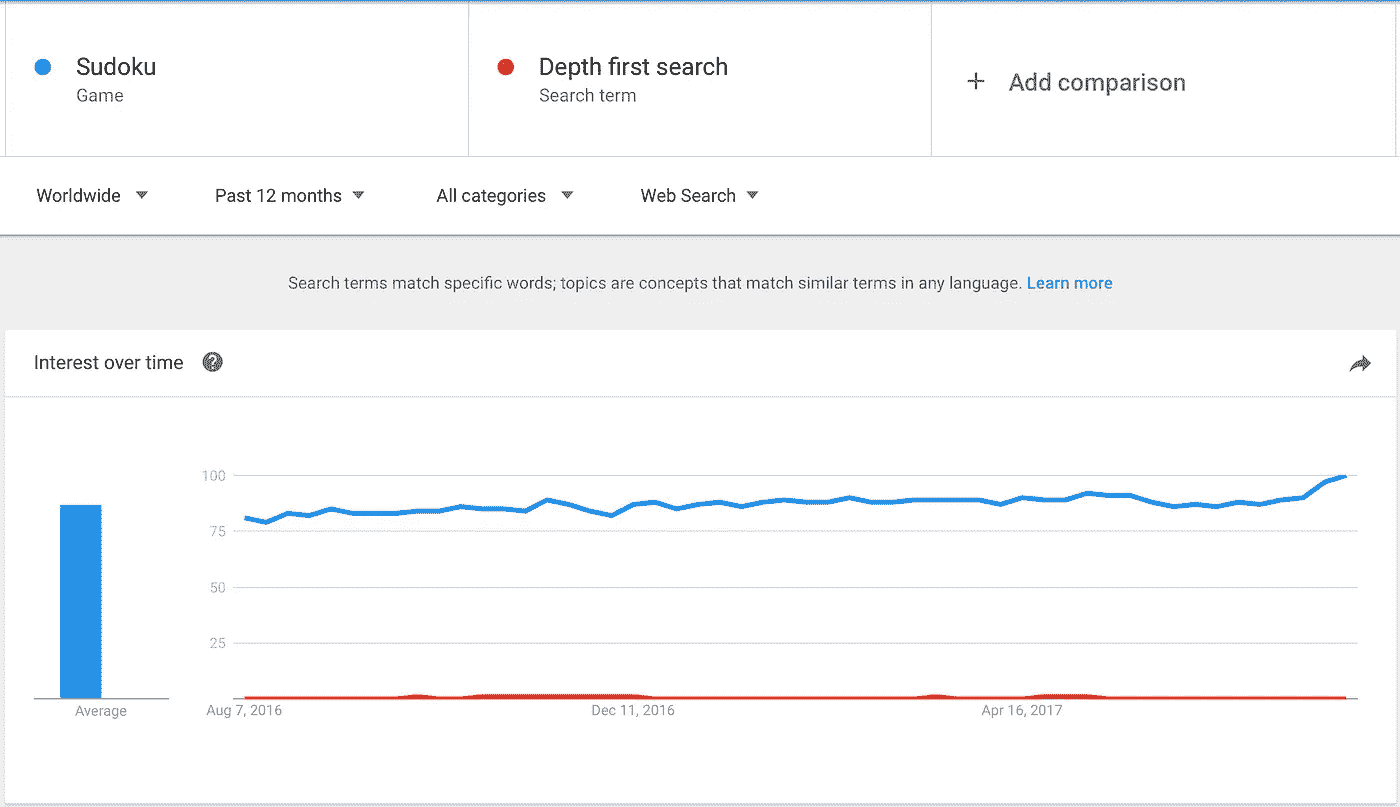 Sudoku
Game
Depth first search
Search term
+ Add comparison
Worldwide
Past 12 months
All categories
Web Search
Search terms match specific words; topics are concepts that match similar terms in any language. Learn more
Interest over time ?
100
75
50
25
Average
Aug 7, 2016
Dec 11, 2016
Apr 16, 2017